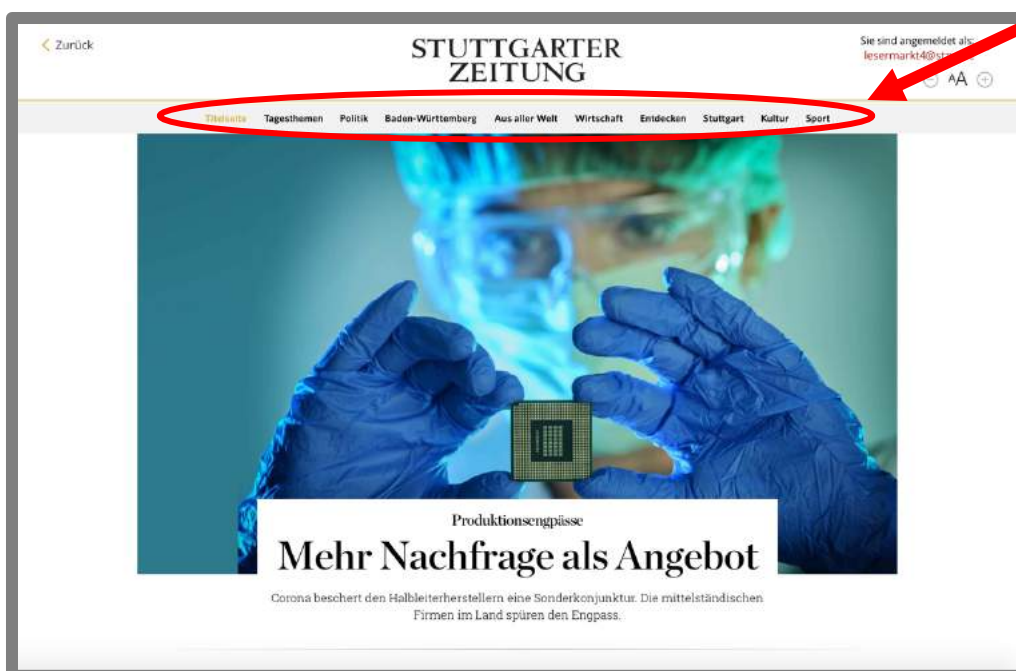 Zurück
STUTTGARTER
ZEITUNG
Sie sind angemeldet als:
AA
Titelseite Tagesthemen Politik Baden-Württemberg Aus aller Welt Wirtschaft Entdecken Stuttgart Kultur Sport
Produktionsengpässe
Mehr Nachfrage als Angebot
Corona beschert den Halbleiterherstellern eine Sonderkonjunktur. Die mittelständischen
Firmen im Land spüren den Engpass.